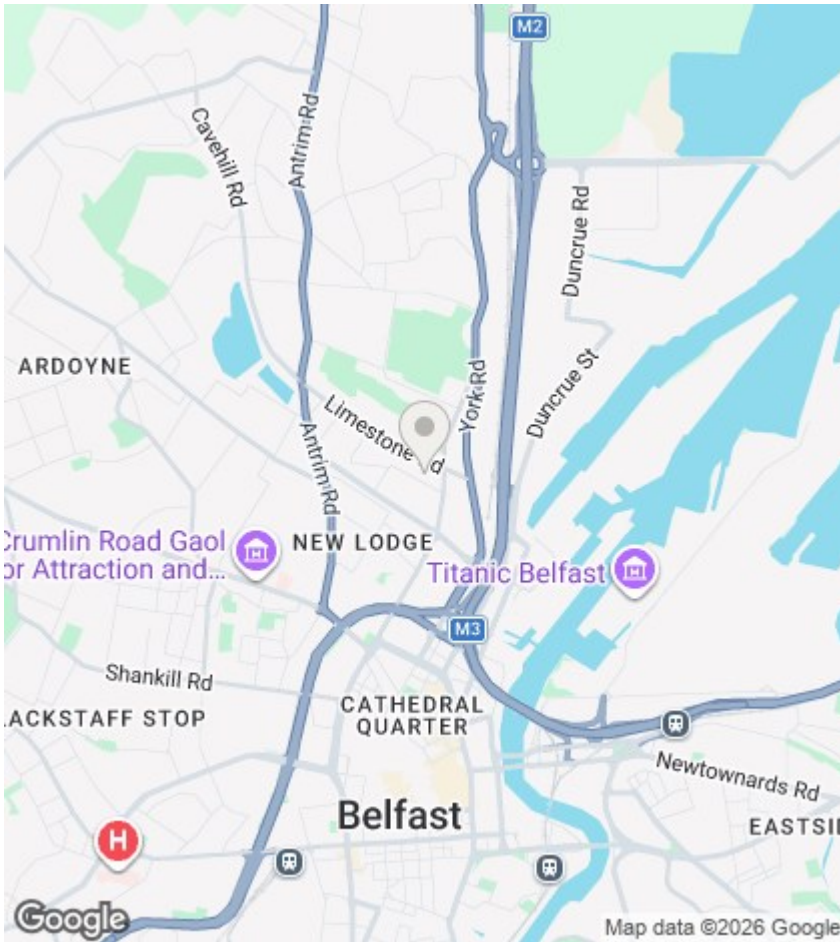 M2
Cavehill Rd
Antrim Rd
Duncrue Rd
ARDOYNE
York Rd
Duncrue St
Limestone Rd
Antrim Rd
Crumlin Road Gaol
or Attraction and...
NEW LODGE
Titanic Belfast
M3
Shankill Rd
LACKSTAFF STOP
CATHEDRAL
QUARTER
Newtownards Rd
Belfast
EASTSI
H
Google
Map data ©2026 Google